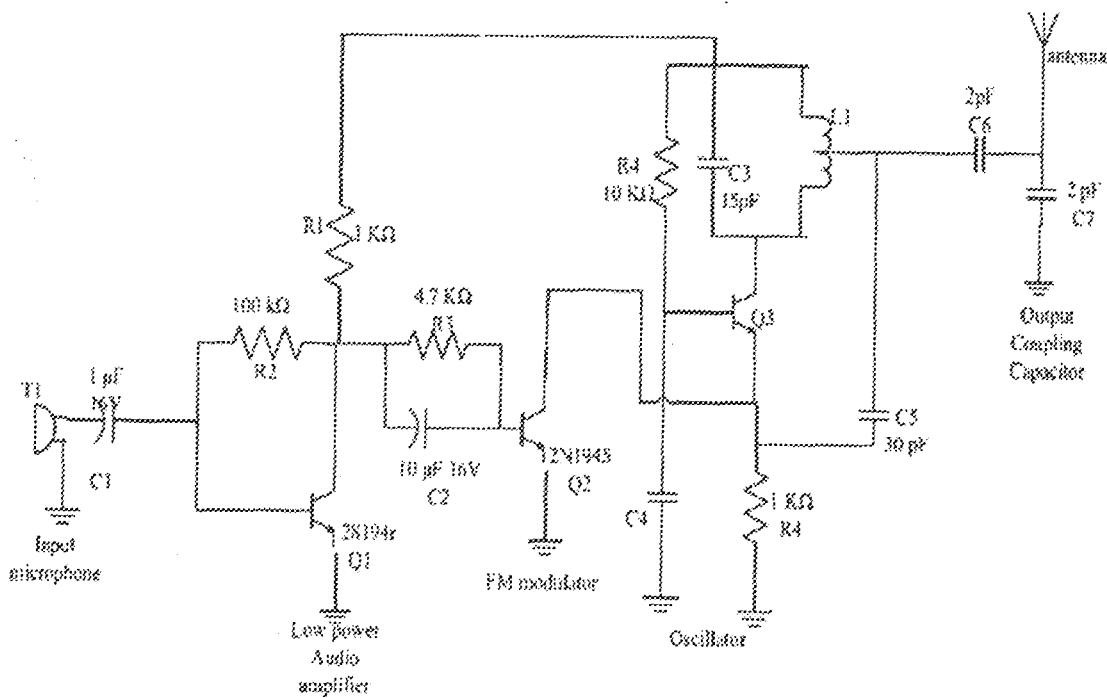 antenna
2pF
C6
L1
R4
10 KΩ
C3
15pF
2 pF
C7
R1
1 KΩ
4.7 KΩ
R3
100 kΩ
R2
Q3
Output
Coupling
Capacitor
T1
1 µF
16V
C1
C5
30 pF
10 µF 16V
C2
Q2
C4
1 KΩ
R4
Input
microphone
Q1
FM modulator
Oscillator
Low power
Audio
amplifier